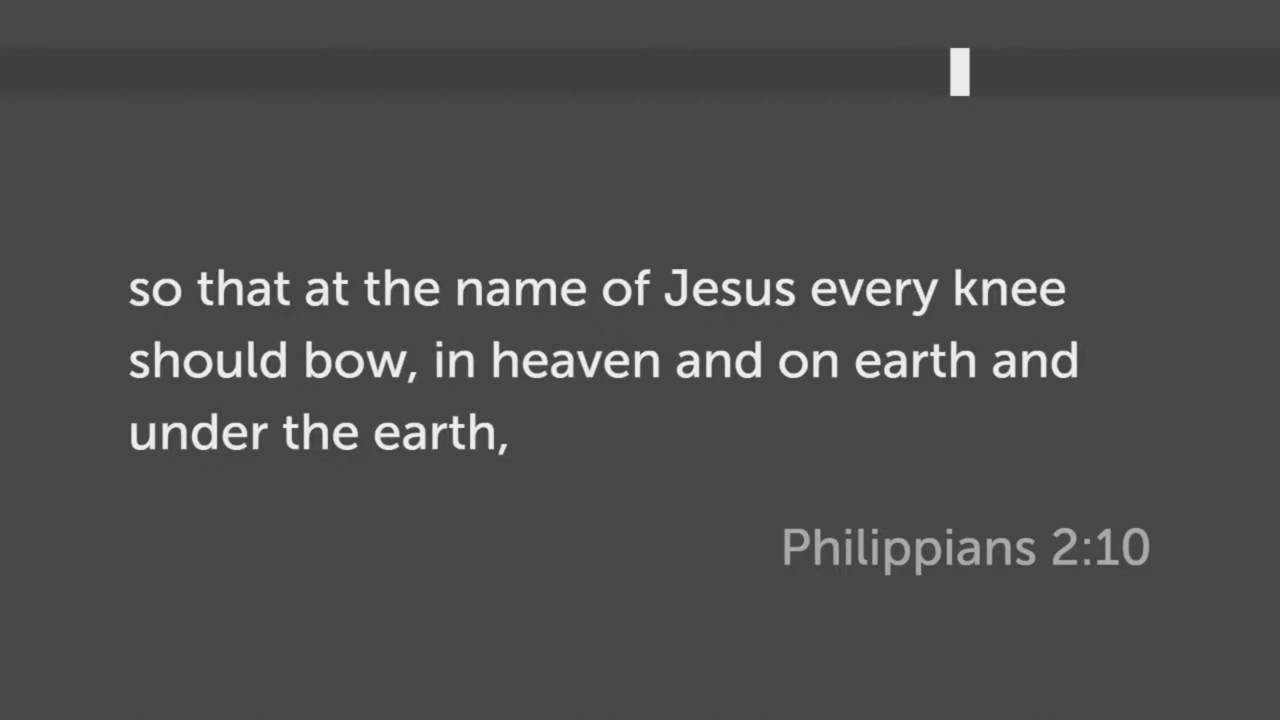 so that at the name of Jesus every knee
should bow, in heaven and on earth and
under the earth,
Philippians 2:10